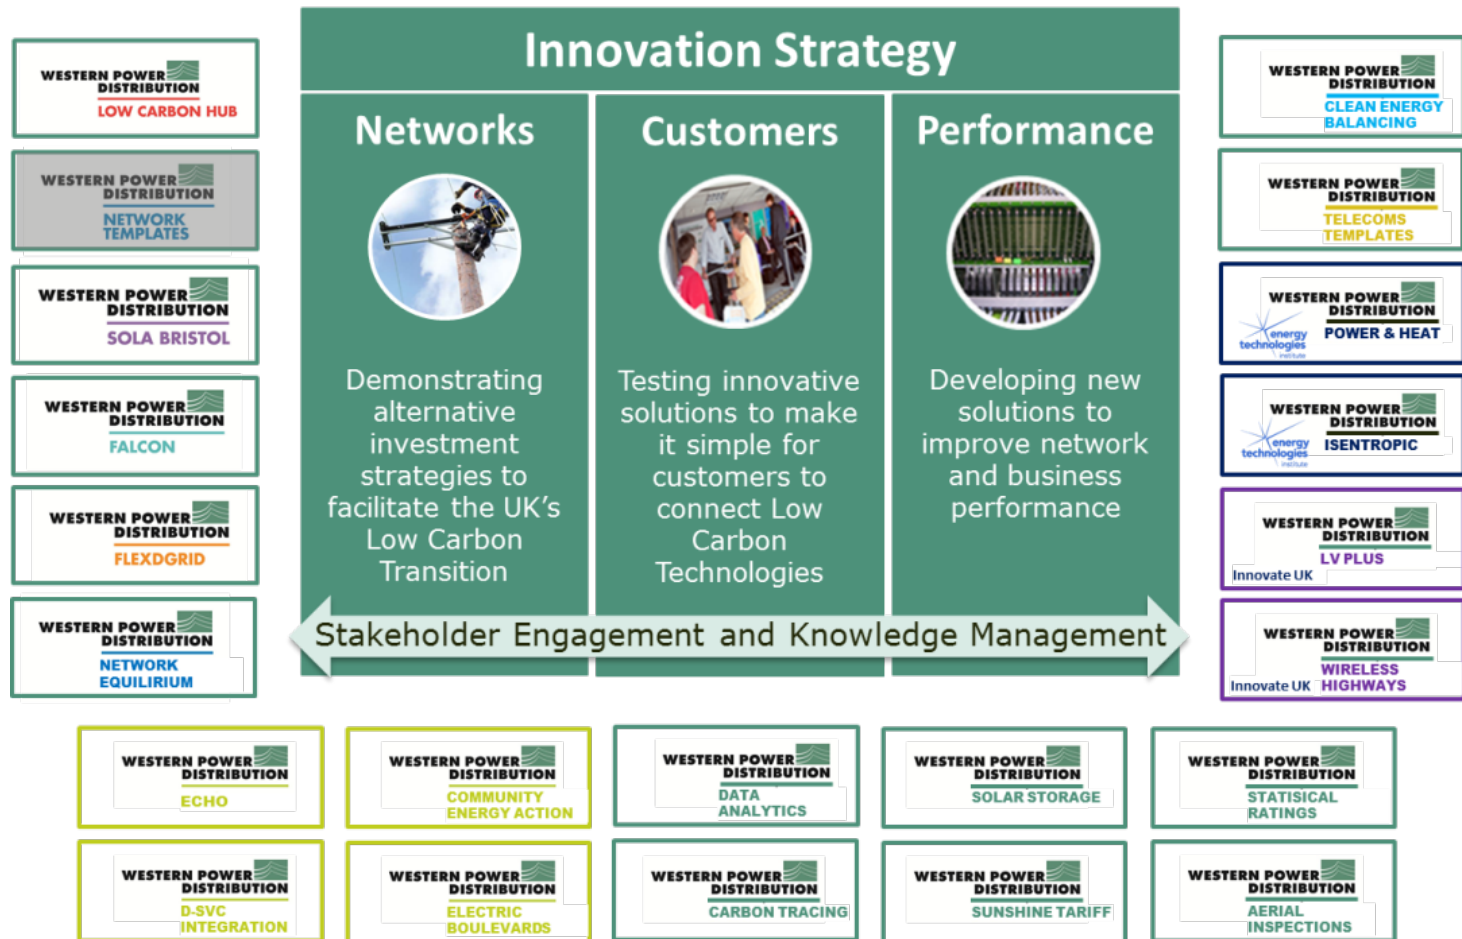 Innovation Strategy
Networks
Demonstrating
alternative
investment
strategies to
facilitate the UK’s
Low Carbon
Transition
Customers
Testing innovative
solutions to make
it simple for
customers to
connect Low
Carbon
Technologies
Performance
Developing new
solutions to
improve network
and business
performance
Stakeholder Engagement and Knowledge Management
WESTERN POWER
DISTRIBUTION
LOW CARBON HUB
WESTERN POWER
DISTRIBUTION
NETWORK
TEMPLATES
WESTERN POWER
DISTRIBUTION
SOLA BRISTOL
WESTERN POWER
DISTRIBUTION
FALCON
WESTERN POWER
DISTRIBUTION
FLEXDGRID
WESTERN POWER
DISTRIBUTION
NETWORK
EQUILIRIUM
WESTERN POWER
DISTRIBUTION
CLEAN ENERGY
BALANCING
WESTERN POWER
DISTRIBUTION
TELECOMS
TEMPLATES
WESTERN POWER
DISTRIBUTION
POWER & HEAT
energy
technologies
institute
WESTERN POWER
DISTRIBUTION
ISENTROPIC
energy
technologies
institute
WESTERN POWER
DISTRIBUTION
LV PLUS
Innovate UK
WESTERN POWER
DISTRIBUTION
WIRELESS
HIGHWAYS
Innovate UK
WESTERN POWER
DISTRIBUTION
ECHO
WESTERN POWER
DISTRIBUTION
COMMUNITY
ENERGY ACTION
WESTERN POWER
DISTRIBUTION
DATA
ANALYTICS
WESTERN POWER
DISTRIBUTION
SOLAR STORAGE
WESTERN POWER
DISTRIBUTION
STATISICAL
RATINGS
WESTERN POWER
DISTRIBUTION
D-SVC
INTEGRATION
WESTERN POWER
DISTRIBUTION
ELECTRIC
BOULEVARDS
WESTERN POWER
DISTRIBUTION
CARBON TRACING
WESTERN POWER
DISTRIBUTION
SUNSHINE TARIFF
WESTERN POWER
DISTRIBUTION
AERIAL
INSPECTIONS